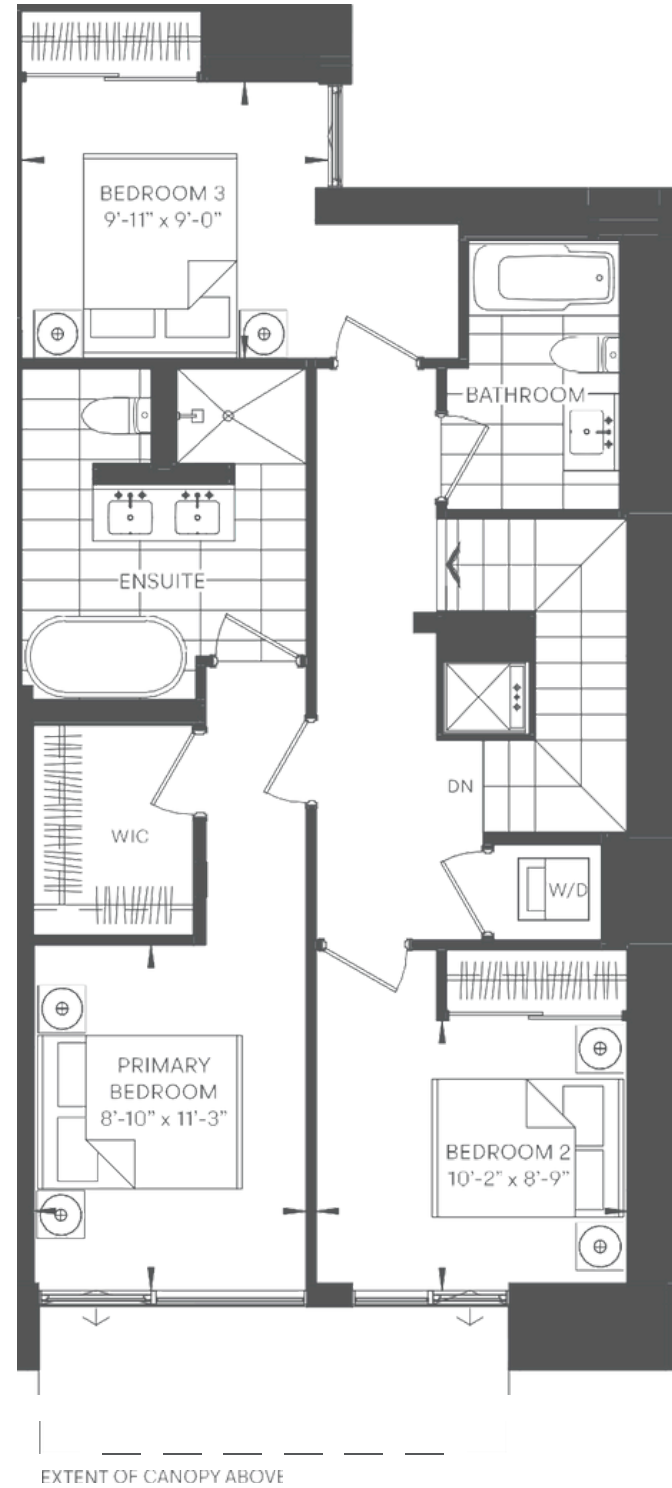 BEDROOM 3
9'-11" x 9'-0"
BATHROOM
ENSUITE
DN
WIC
W/D
PRIMARY
BEDROOM
8'-10" x 11'-3"
BEDROOM 2
10'-2" x 8'-9"
EXTENT OF CANOPY ABOVE